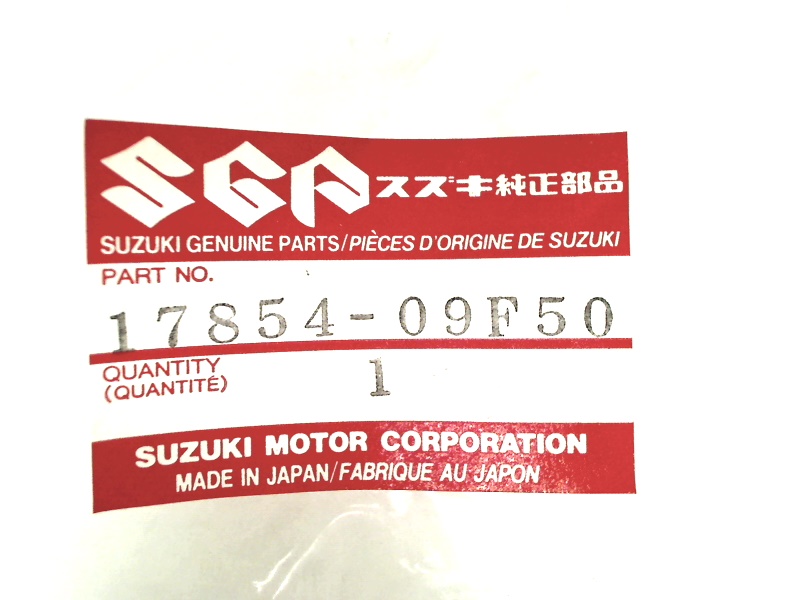 SGP スズキ純正部品
SUZUKI GENUINE PARTS/PIÈCES D'ORIGINE DE SUZUKI
PART NO.
17854-09F50
QUANTITY 1
(QUANTITÉ)
SUZUKI MOTOR CORPORATION
MADE IN JAPAN/FABRIQUE AU JAPON